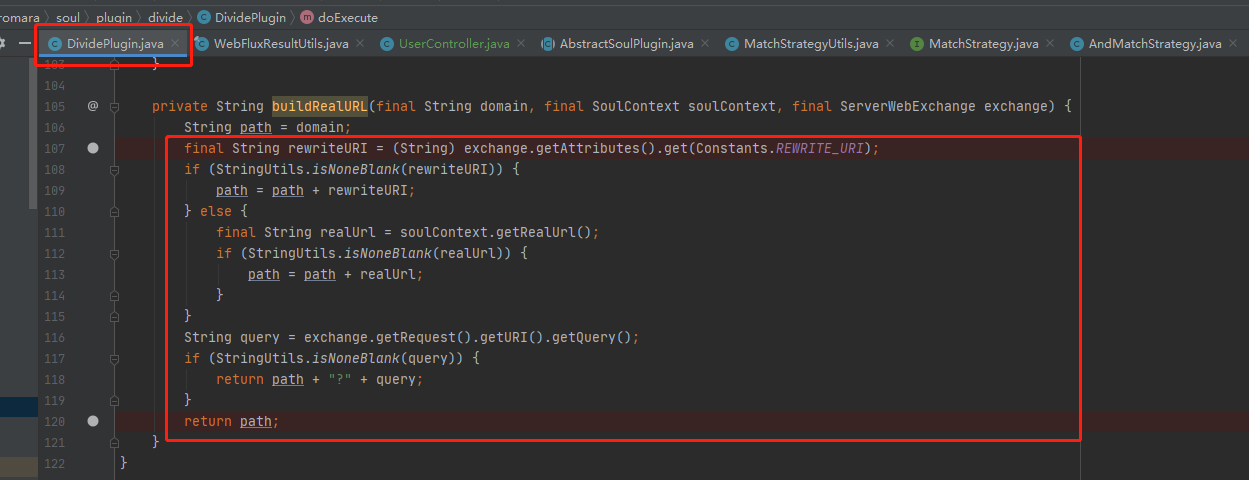 romara 〉 soul 〉 plugin 〉 divide 〉 DividePlugin 〉 doExecute
DividePlugin.java × WebFluxResultUtils.java × UserController.java × AbstractSoulPlugin.java × MatchStrategyUtils.java × MatchStrategy.java × AndMatchStrategy.java ×
103 }
104
105 @ private String buildRealURL(final String domain, final SoulContext soulContext, final ServerWebExchange exchange) {
106 String path = domain;
107 final String rewriteURI = (String) exchange.getAttributes().get(Constants.REWRITE_URI);
108 if (StringUtils.isNoneBlank(rewriteURI)) {
109 path = path + rewriteURI;
110 } else {
111 final String realUrl = soulContext.getRealUrl();
112 if (StringUtils.isNoneBlank(realUrl)) {
113 path = path + realUrl;
114 }
115 }
116 String query = exchange.getRequest().getURI().getQuery();
117 if (StringUtils.isNoneBlank(query)) {
118 return path + "?" + query;
119 }
120 return path;
121 }
122 }